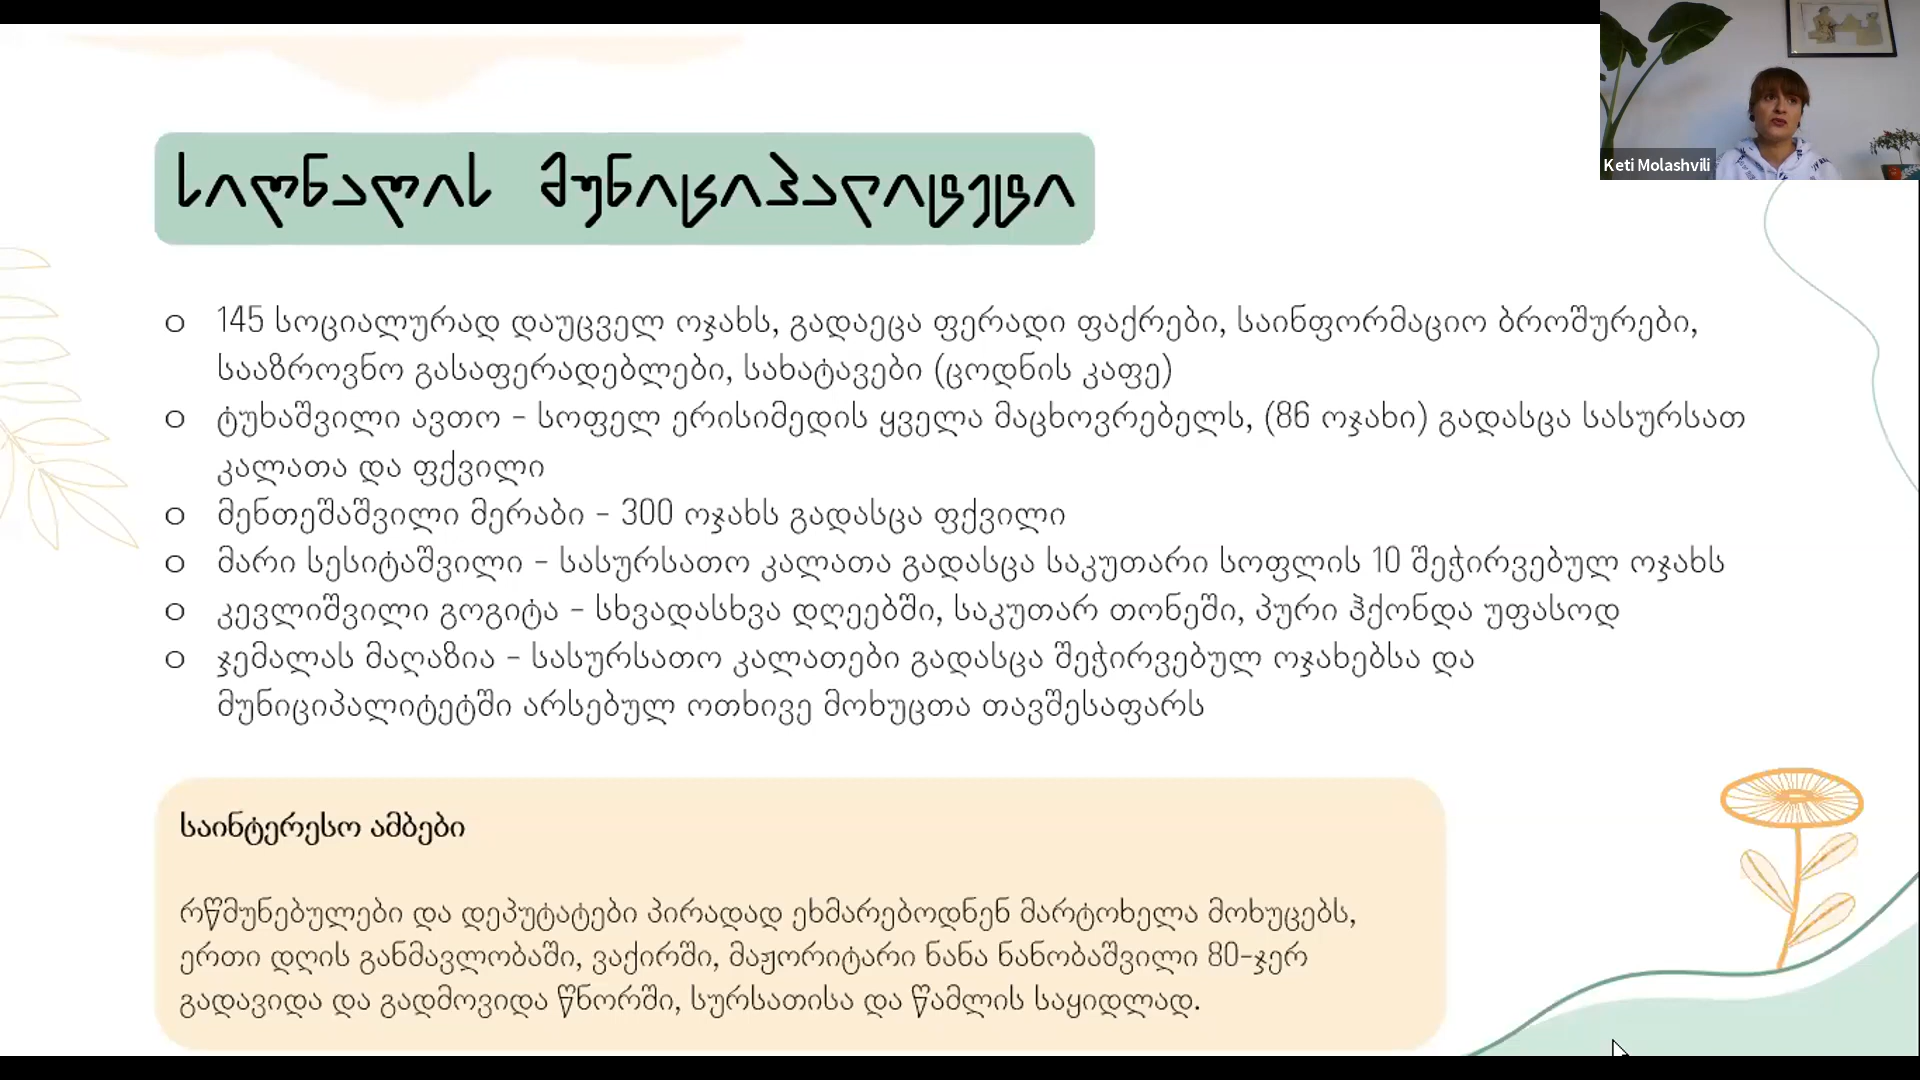 Keti Molashvili
სიღნაღის მუნიციპალიტეტი
o 145 სოციალურად დაუცველ ოჯახს, გადაეცა ფერადი ფაქრები, საინფორმაციო ბროშურები,
სააზროვნო გასაფერადებლები, სახატავები (ცოდნის კაფე)
o ტუხაშვილი ავთო - სოფელ ერისიმედის ყველა მაცხოვრებელს, (86 ოჯახი) გადასცა სასურსათ
კალათა და ფქვილი
o მენთეშაშვილი მერაბი - 300 ოჯახს გადასცა ფქვილი
o მარი სესიტაშვილი - სასურსათო კალათა გადასცა საკუთარი სოფლის 10 შეჭირვებულ ოჯახს
o კევლიშვილი გოგიტა - სხვადასხვა დღეებში, საკუთარ თონეში, პური ჰქონდა უფასოდ
o ჯემალას მაღაზია - სასურსათო კალათები გადასცა შეჭირვებულ ოჯახებსა და
მუნიციპალიტეტში არსებულ ოთხივე მოხუცთა თავშესაფარს
საინტერესო ამბები
რწმუნებულები და დეპუტატები პირადად ეხმარებოდნენ მარტოხელა მოხუცებს,
ერთი დღის განმავლობაში, ვაქირში, მაჟორიტარი ნანა ნანობაშვილი 80-ჯერ
გადავიდა და გადმოვიდა წნორში, სურსათისა და წამლის საყიდლად.